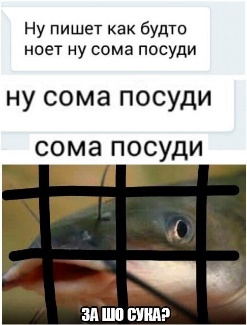 Ну пишет как будто
ноет ну сома посуди
ну сома посуди
сома посуди
ЗА ШО СУКА?